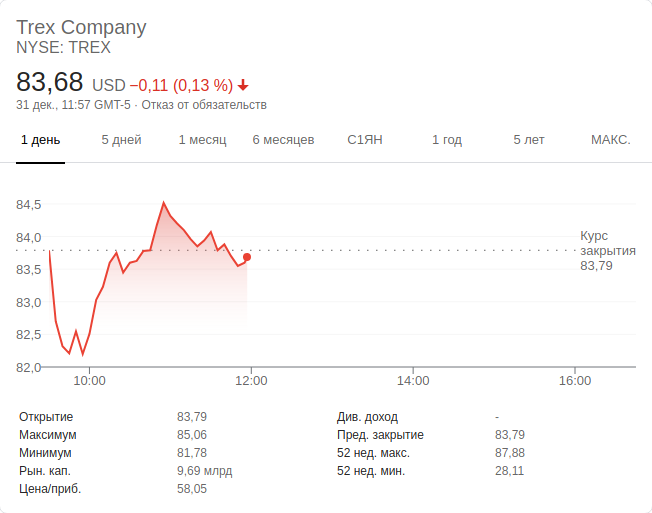 Trex Company
NYSE: TREX
83,68 USD −0,11 (0,13 %)
31 дек., 11:57 GMT-5 · Отказ от обязательств
1 день 5 дней 1 месяц 6 месяцев С1ЯН 1 год 5 лет МАКС.
84,5
84,0
83,5
83,0
82,5
82,0
Курс
закрытия
83,79
10:00 12:00 14:00 16:00
Открытие 83,79
Максимум 85,06
Минимум 81,78
Рын. кап. 9,69 млрд
Цена/приб. 58,05
Див. доход -
Пред. закрытие 83,79
52 нед. макс. 87,88
52 нед. мин. 28,11